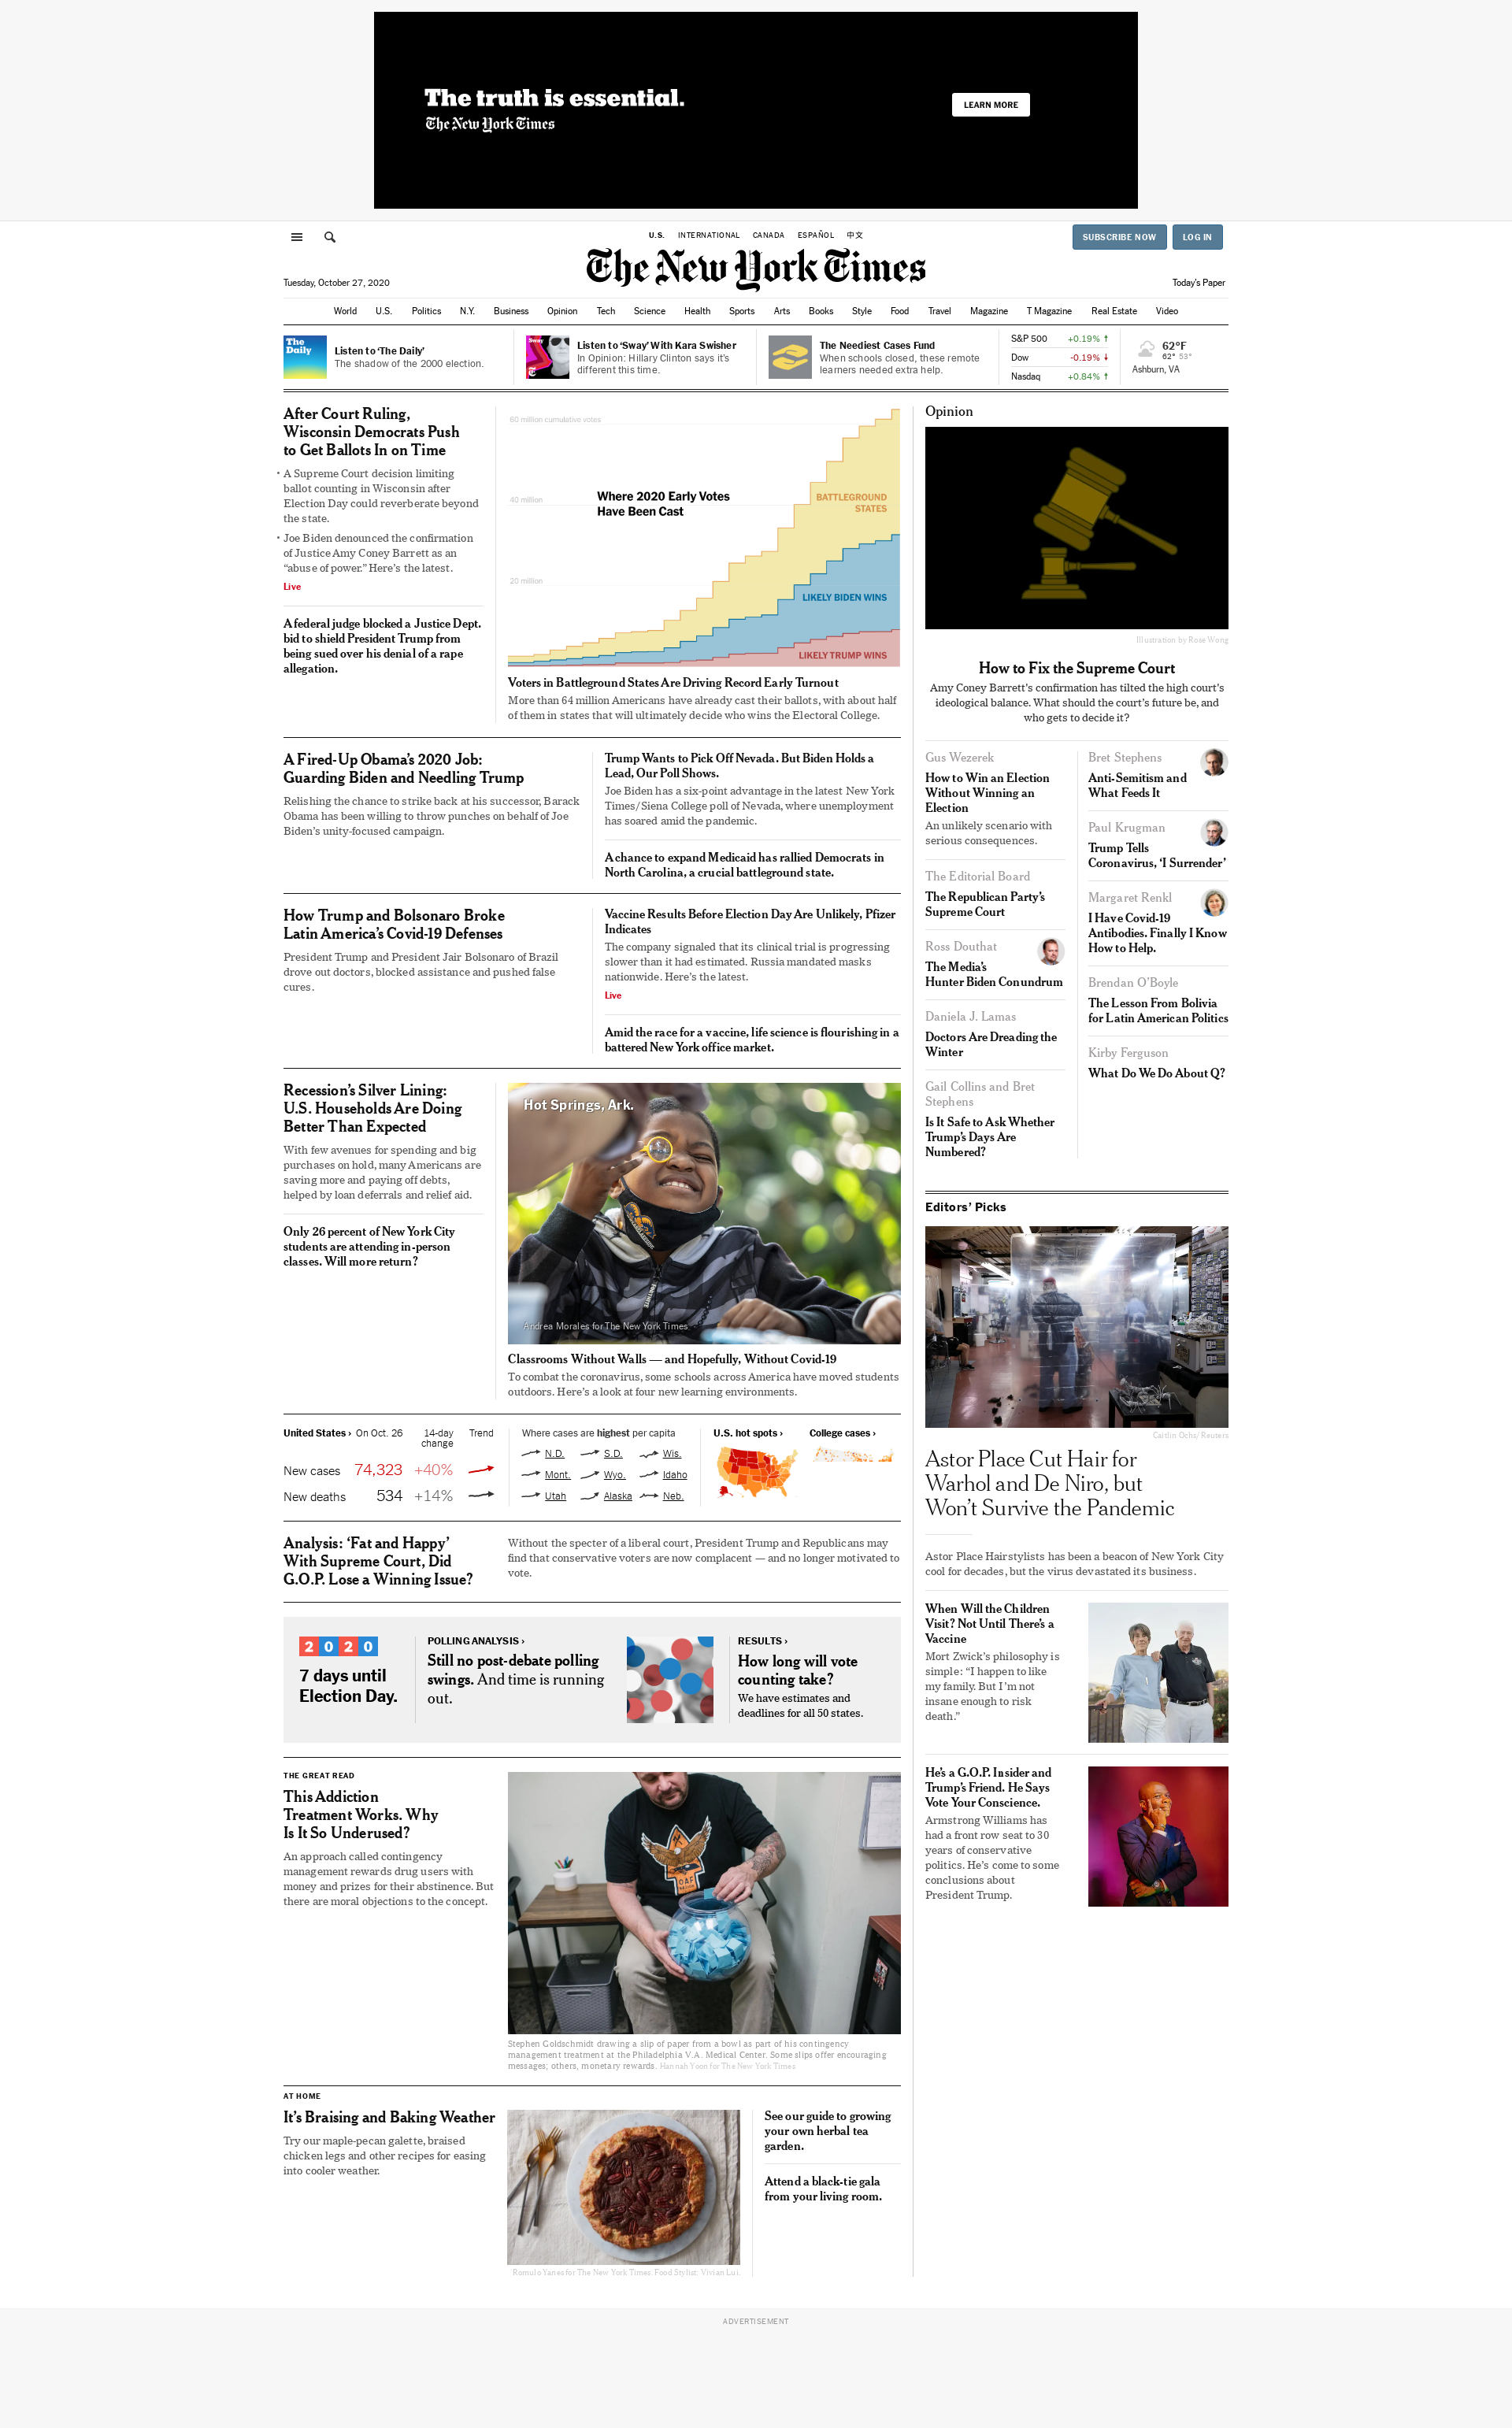 The truth is essential.
The New York Times
LEARN MORE
U.S. INTERNATIONAL CANADA ESPAÑOL 中文
SUBSCRIBE NOW
LOG IN
The New York Times
Tuesday, October 27, 2020
Today's Paper
World U.S. Politics N.Y. Business Opinion Tech Science Health Sports Arts Books Style Food Travel Magazine T Magazine Real Estate Video
The
Daily
Listen to ‘The Daily’
The shadow of the 2000 election.
Sway
Listen to ‘Sway’ With Kara Swisher
In Opinion: Hillary Clinton says it's
different this time.
The Neediest Cases Fund
When schools closed, these remote
learners needed extra help.
S&P 500 +0.19% ↑
Dow -0.19% ↓
Nasdaq +0.84% ↑
62°F
62° 53°
Ashburn, VA
After Court Ruling,
Wisconsin Democrats Push
to Get Ballots In on Time
• A Supreme Court decision limiting
ballot counting in Wisconsin after
Election Day could reverberate beyond
the state.
• Joe Biden denounced the confirmation
of Justice Amy Coney Barrett as an
“abuse of power.” Here’s the latest.
Live
A federal judge blocked a Justice Dept.
bid to shield President Trump from
being sued over his denial of a rape
allegation.
60 million cumulative votes
40 million
20 million
Where 2020 Early Votes
Have Been Cast
BATTLEGROUND
STATES
LIKELY BIDEN WINS
LIKELY TRUMP WINS
Voters in Battleground States Are Driving Record Early Turnout
More than 64 million Americans have already cast their ballots, with about half
of them in states that will ultimately decide who wins the Electoral College.
A Fired-Up Obama’s 2020 Job:
Guarding Biden and Needling Trump
Relishing the chance to strike back at his successor, Barack
Obama has been willing to throw punches on behalf of Joe
Biden’s unity-focused campaign.
Trump Wants to Pick Off Nevada. But Biden Holds a
Lead, Our Poll Shows.
Joe Biden has a six-point advantage in the latest New York
Times/Siena College poll of Nevada, where unemployment
has soared amid the pandemic.
A chance to expand Medicaid has rallied Democrats in
North Carolina, a crucial battleground state.
How Trump and Bolsonaro Broke
Latin America’s Covid-19 Defenses
President Trump and President Jair Bolsonaro of Brazil
drove out doctors, blocked assistance and pushed false
cures.
Vaccine Results Before Election Day Are Unlikely, Pfizer
Indicates
The company signaled that its clinical trial is progressing
slower than it had estimated. Russia mandated masks
nationwide. Here’s the latest.
Live
Amid the race for a vaccine, life science is flourishing in a
battered New York office market.
Recession’s Silver Lining:
U.S. Households Are Doing
Better Than Expected
With few avenues for spending and big
purchases on hold, many Americans are
saving more and paying off debts,
helped by loan deferrals and relief aid.
Only 26 percent of New York City
students are attending in-person
classes. Will more return?
Hot Springs, Ark.
Andrea Morales for The New York Times
Classrooms Without Walls — and Hopefully, Without Covid-19
To combat the coronavirus, some schools across America have moved students
outdoors. Here’s a look at four new learning environments.
United States › On Oct. 26 14-day Trend
change
New cases 74,323 +40%
New deaths 534 +14%
Where cases are highest per capita
N.D. S.D. Wis.
Mont. Wyo. Idaho
Utah Alaska Neb.
U.S. hot spots ›
College cases ›
Analysis: ‘Fat and Happy’
With Supreme Court, Did
G.O.P. Lose a Winning Issue?
Without the specter of a liberal court, President Trump and Republicans may
find that conservative voters are now complacent — and no longer motivated to
vote.
2020
7 days until
Election Day.
POLLING ANALYSIS ›
Still no post-debate polling
swings. And time is running
out.
RESULTS ›
How long will vote
counting take?
We have estimates and
deadlines for all 50 states.
THE GREAT READ
This Addiction
Treatment Works. Why
Is It So Underused?
An approach called contingency
management rewards drug users with
money and prizes for their abstinence. But
there are moral objections to the concept.
Stephen Goldschmidt drawing a slip of paper from a bowl as part of his contingency
management treatment at the Philadelphia V.A. Medical Center. Some slips offer encouraging
messages; others, monetary rewards. Hannah Yoon for The New York Times
AT HOME
It’s Braising and Baking Weather
Try our maple-pecan galette, braised
chicken legs and other recipes for easing
into cooler weather.
Romulo Yanes for The New York Times. Food Stylist: Vivian Lui.
See our guide to growing
your own herbal tea
garden.
Attend a black-tie gala
from your living room.
Opinion
Illustration by Rose Wong
How to Fix the Supreme Court
Amy Coney Barrett’s confirmation has tilted the high court’s
ideological balance. What should the court’s future be, and
who gets to decide it?
Gus Wezerek
How to Win an Election
Without Winning an
Election
An unlikely scenario with
serious consequences.
The Editorial Board
The Republican Party’s
Supreme Court
Ross Douthat
The Media’s
Hunter Biden Conundrum
Daniela J. Lamas
Doctors Are Dreading the
Winter
Gail Collins and Bret
Stephens
Is It Safe to Ask Whether
Trump’s Days Are
Numbered?
Bret Stephens
Anti-Semitism and
What Feeds It
Paul Krugman
Trump Tells
Coronavirus, ‘I Surrender’
Margaret Renkl
I Have Covid-19
Antibodies. Finally I Know
How to Help.
Brendan O’Boyle
The Lesson From Bolivia
for Latin American Politics
Kirby Ferguson
What Do We Do About Q?
Editors’ Picks
Caitlin Ochs/Reuters
Astor Place Cut Hair for
Warhol and De Niro, but
Won’t Survive the Pandemic
Astor Place Hairstylists has been a beacon of New York City
cool for decades, but the virus devastated its business.
When Will the Children
Visit? Not Until There’s a
Vaccine
Mort Zwick’s philosophy is
simple: “I happen to like
my family. But I’m not
insane enough to risk
death.”
He’s a G.O.P. Insider and
Trump’s Friend. He Says
Vote Your Conscience.
Armstrong Williams has
had a front row seat to 30
years of conservative
politics. He’s come to some
conclusions about
President Trump.
ADVERTISEMENT